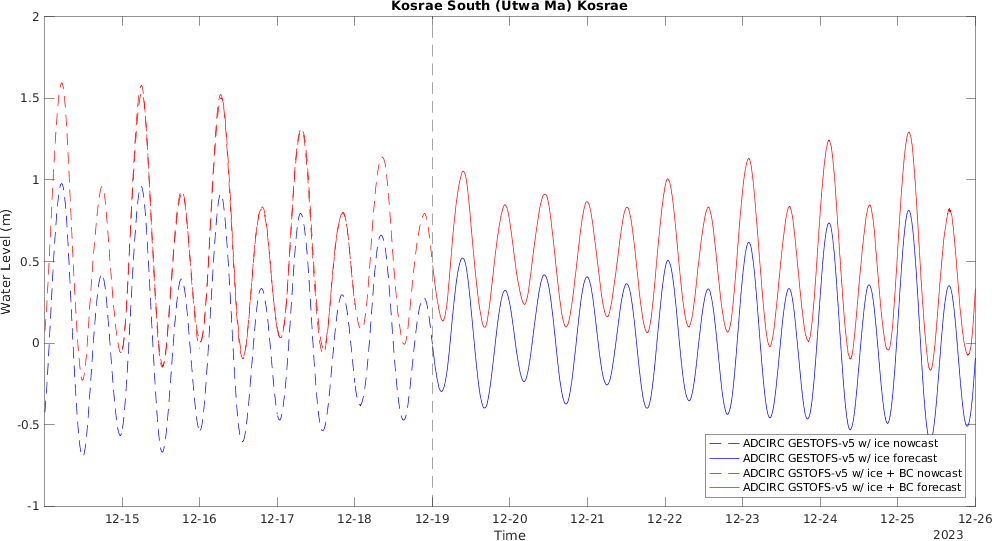 Kosrae South (Utwa Ma) Kosrae
2
1.5
1
0.5
0
-0.5
-1
Water Level (m)
ADCIRC GESTOFS-v5 w/ ice nowcast
ADCIRC GESTOFS-v5 w/ ice forecast
ADCIRC GSTOFS-v5 w/ ice + BC nowcast
ADCIRC GSTOFS-v5 w/ ice + BC forecast
12-15 12-16 12-17 12-18 12-19 12-20 12-21 12-22 12-23 12-24 12-25 12-26
Time
2023